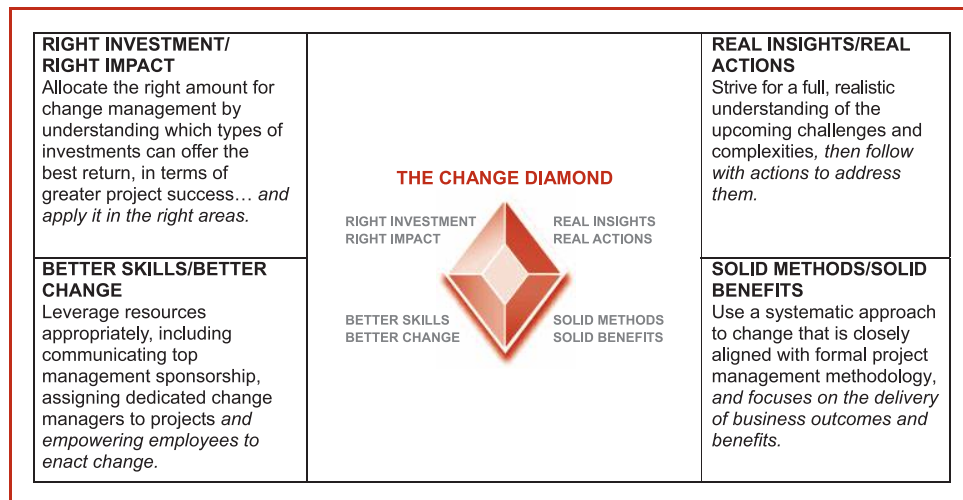 RIGHT INVESTMENT/
RIGHT IMPACT
Allocate the right amount for
change management by
understanding which types of
investments can offer the
best return, in terms of
greater project success… and
apply it in the right areas.
BETTER SKILLS/BETTER
CHANGE
Leverage resources
appropriately, including
communicating top
management sponsorship,
assigning dedicated change
managers to projects and
empowering employees to
enact change.
THE CHANGE DIAMOND
RIGHT INVESTMENT
RIGHT IMPACT
REAL INSIGHTS
REAL ACTIONS
BETTER SKILLS
BETTER CHANGE
SOLID METHODS
SOLID BENEFITS
REAL INSIGHTS/REAL
ACTIONS
Strive for a full, realistic
understanding of the
upcoming challenges and
complexities, then follow
with actions to address
them.
SOLID METHODS/SOLID
BENEFITS
Use a systematic approach
to change that is closely
aligned with formal project
management methodology,
and focuses on the delivery
of business outcomes and
benefits.